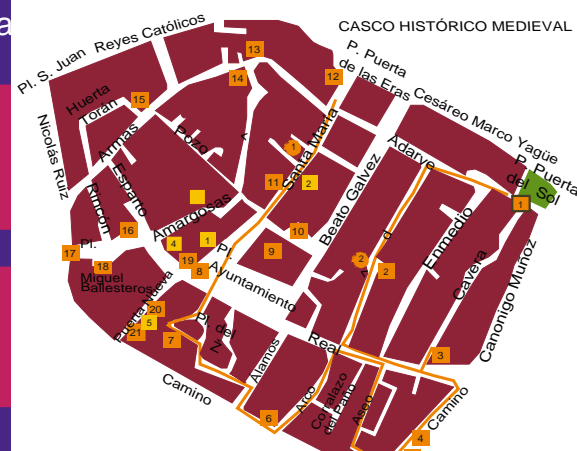 a
CASCO HISTÓRICO MEDIEVAL
Pl. S. Juan
Reyes Católicos
P. Puerta
de las Eras
Cesáreo Marco Yagüe
P. Puerta
del Sol
Huerta
Torán
Armas
Pozo
Nicolás Ruiz
Rincón
Esparto
Amargosas
Santa María
Beato Galvez
Adarve
Enmedio
Cavera
Canonigo Muñoz
Pl.
Miguel
Ballesteros
Puerta Nueva
Pl.
Ayuntamiento
Pl. del
N
Real
Alamos
Arco
Corralazo
del Paño
Aseo
Camino
Camino
13
14
15
12
1
11
2
10
9
16
17
18
4
1
19
8
20
5
21
7
6
2
2
1
3
4